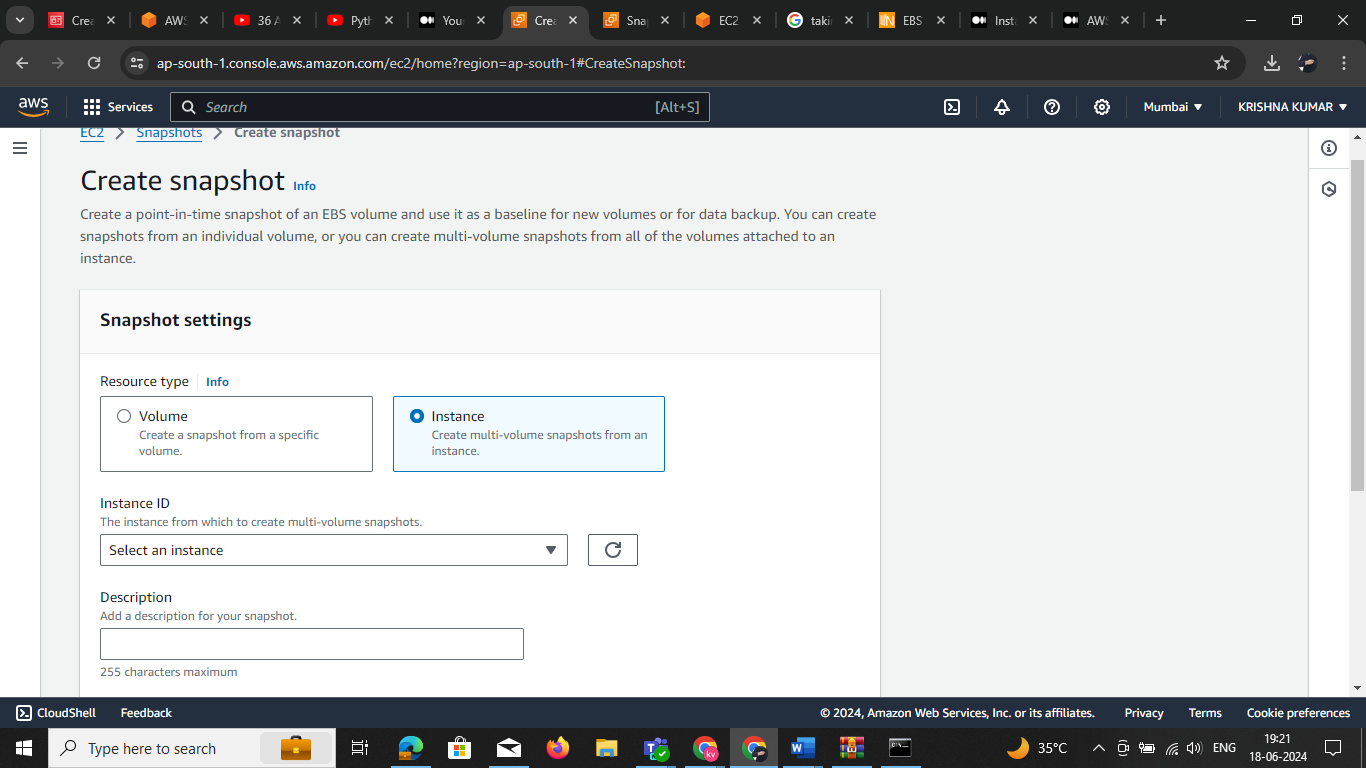 Crea
AWS
36 A
Pyth
Your
Crea
Snap
EC2
takin
EBS
Inst
AWS
ap-south-1.console.aws.amazon.com/ec2/home?region=ap-south-1#CreateSnapshot:
aws
Services
Search
[Alt+S]
Mumbai
KRISHNA KUMAR
EC2 > Snapshots > Create snapshot
Create snapshot Info
Create a point-in-time snapshot of an EBS volume and use it as a baseline for new volumes or for data backup. You can create
snapshots from an individual volume, or you can create multi-volume snapshots from all of the volumes attached to an
instance.
Snapshot settings
Resource type Info
Volume
Create a snapshot from a specific
volume.
Instance
Create multi-volume snapshots from an
instance.
Instance ID
The instance from which to create multi-volume snapshots.
Select an instance
Description
Add a description for your snapshot.
255 characters maximum
CloudShell Feedback
© 2024, Amazon Web Services, Inc. or its affiliates. Privacy Terms Cookie preferences
Type here to search
35°C
ENG
19:21
18-06-2024